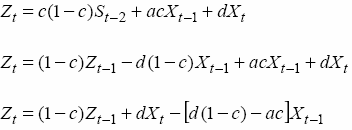 Z_t = c(1−c)S_{t−2} + acX_{t−1} + dX_t
Z_t = (1−c)Z_{t−1} − d(1−c)X_{t−1} + acX_{t−1} + dX_t
Z_t = (1−c)Z_{t−1} + dX_t − [d(1−c) − ac]X_{t−1}